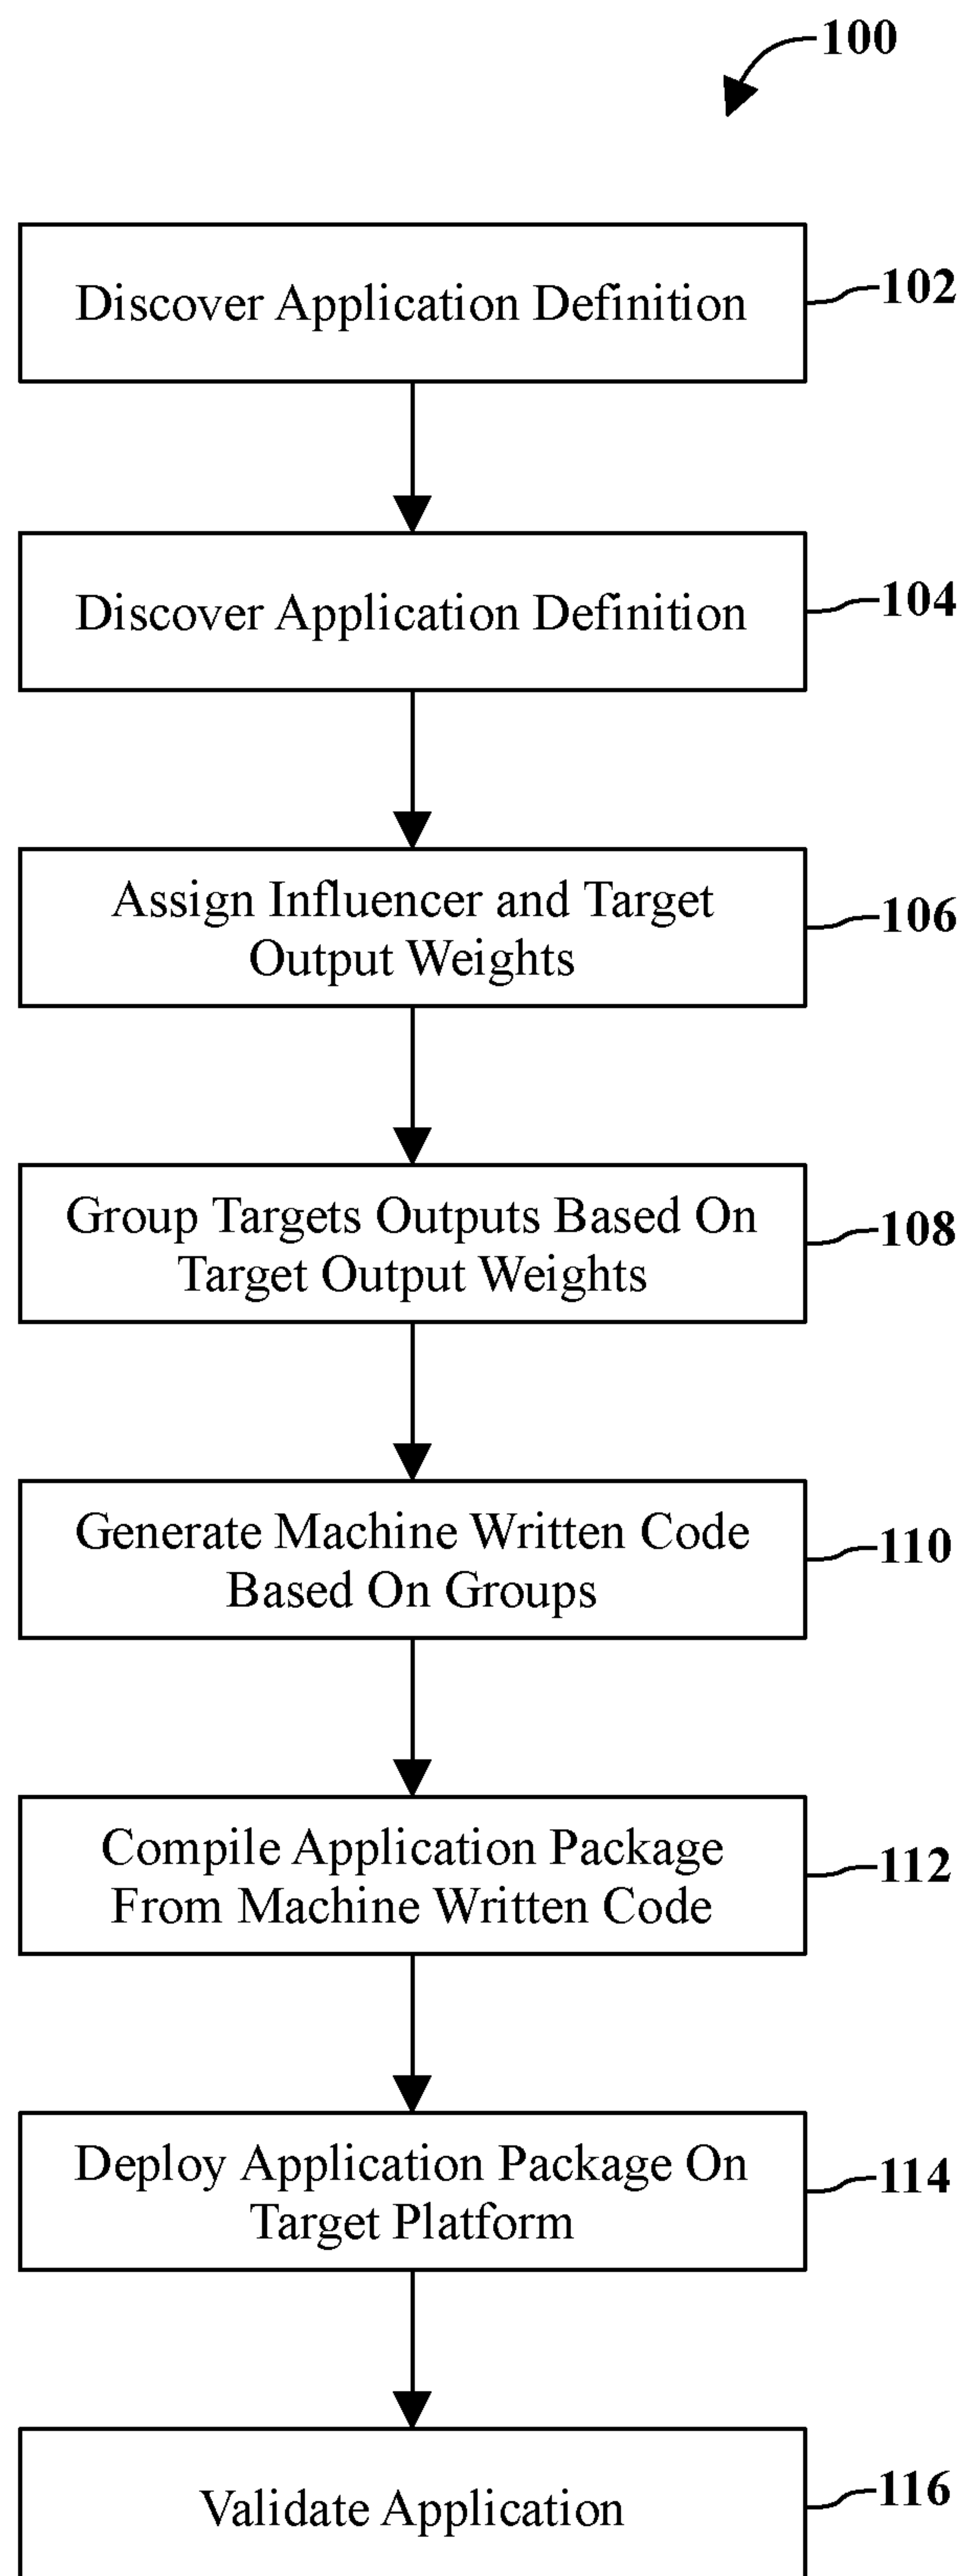 100
Discover Application Definition
102
Discover Application Definition
104
Assign Influencer and Target
Output Weights
106
Group Targets Outputs Based On
Target Output Weights
108
Generate Machine Written Code
Based On Groups
110
Compile Application Package
From Machine Written Code
112
Deploy Application Package On
Target Platform
114
Validate Application
116